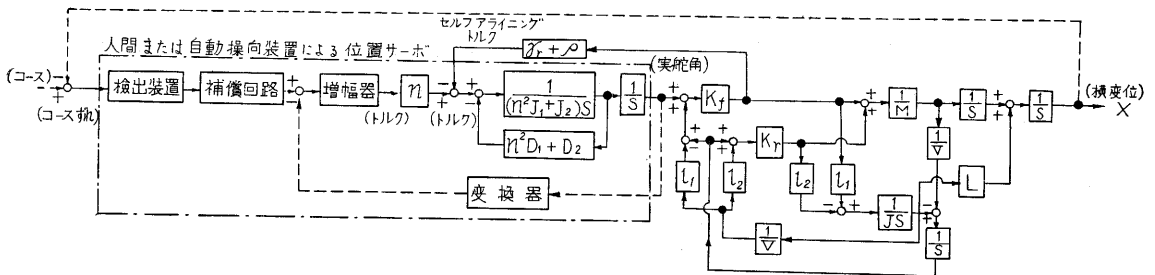 セルフアライニング
トルク
人間または自動操向装置による位置サーボ
γr + ρ
(実舵角)
(コース)
検出装置
補償回路
増幅器
n
1
(n²J₁+J₂)S
1
S
Kf
1
M
1
S
1
S
(横変位)
X
(コースずれ)
(トルク)
(トルク)
n²D₁+D₂
Kr
1
V
変換器
l₁
l₂
l₂
l₁
L
1
JS
1
V
1
S